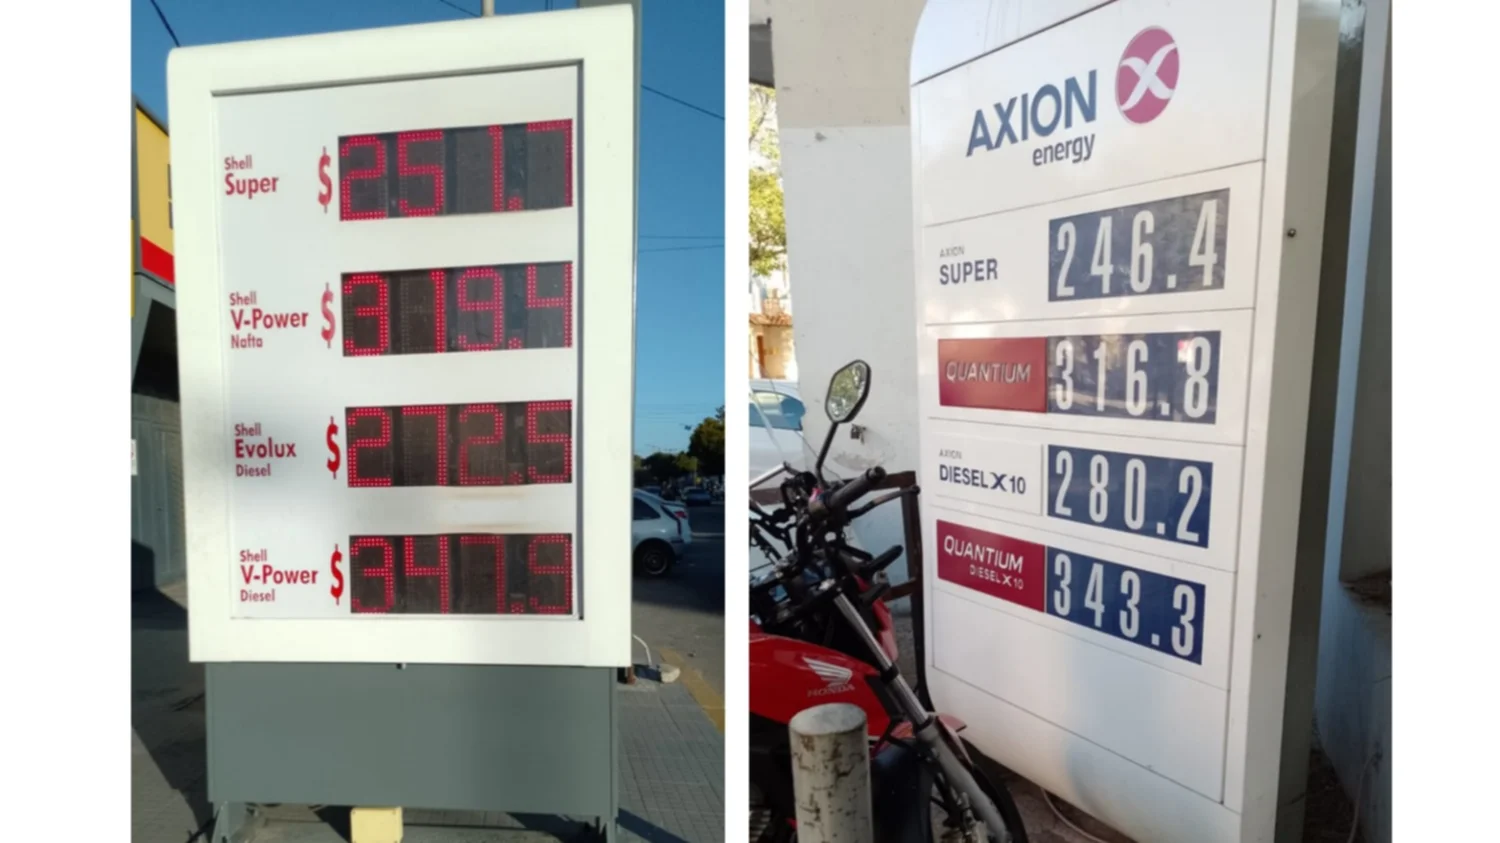 Shell
Super
$ 251.7
Shell
V-Power
Nafta
$ 319.4
Shell
Evolux
Diesel
$ 272.5
Shell
V-Power
Diesel
$ 347.9
AXION
energy
AXION
SUPER
246.4
QUANTIUM
316.8
AXION
DIESEL X10
280.2
QUANTIUM
DIESEL X10
343.3
HONDA